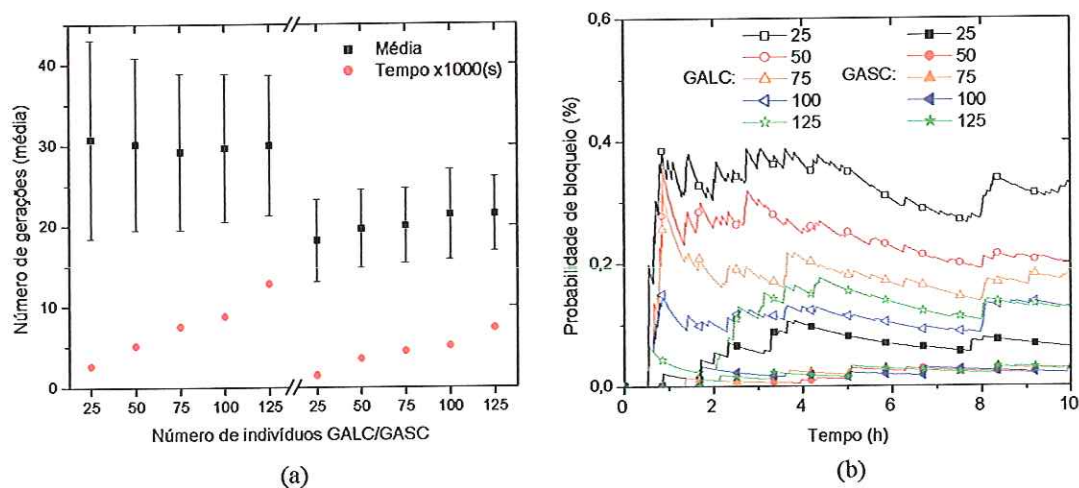 Número de gerações (média)
40
30
20
10
0
Média
Tempo x1000(s)
25 50 75 100 125 25 50 75 100 125
Número de indivíduos GALC/GASC
(a)
Probabilidade de bloqueio (%)
0,6
0,4
0,2
0,0
GALC:
25
50
75
100
125
GASC:
25
50
75
100
125
0 2 4 6 8 10
Tempo (h)
(b)